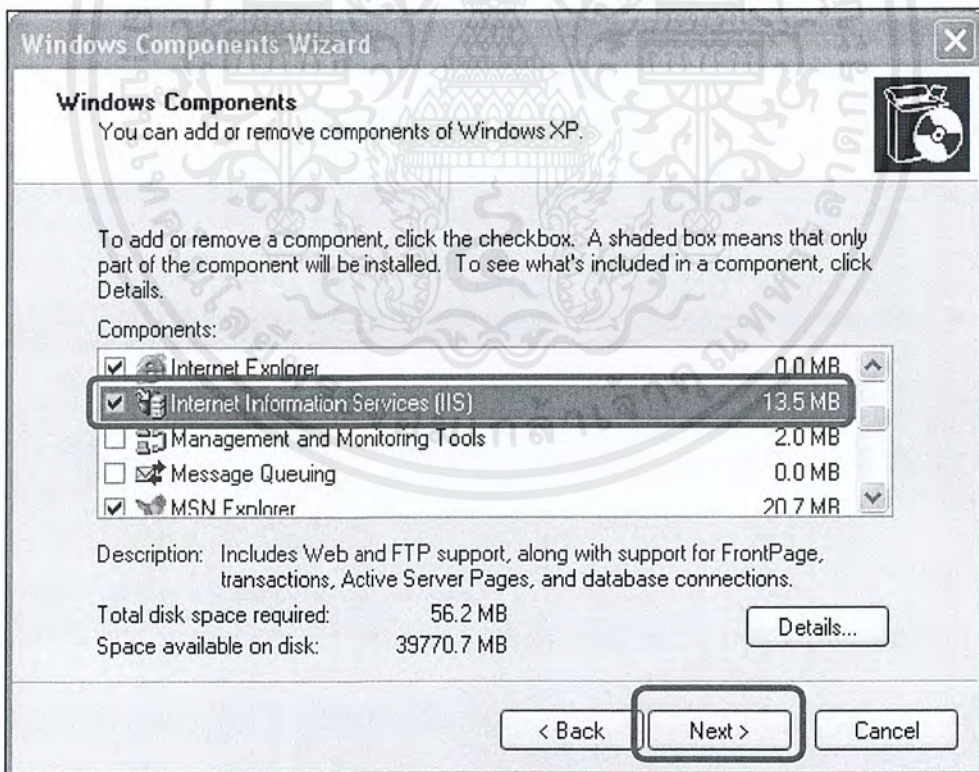 Windows Components Wizard
Windows Components
You can add or remove components of Windows XP.
To add or remove a component, click the checkbox. A shaded box means that only
part of the component will be installed. To see what's included in a component, click
Details.
Components:
Internet Explorer 0.0 MB
Internet Information Services (IIS) 13.5 MB
Management and Monitoring Tools 2.0 MB
Message Queuing 0.0 MB
MSN Explorer 20.7 MB
Description: Includes Web and FTP support, along with support for FrontPage,
transactions, Active Server Pages, and database connections.
Total disk space required: 56.2 MB
Space available on disk: 39770.7 MB
Details...
< Back
Next >
Cancel